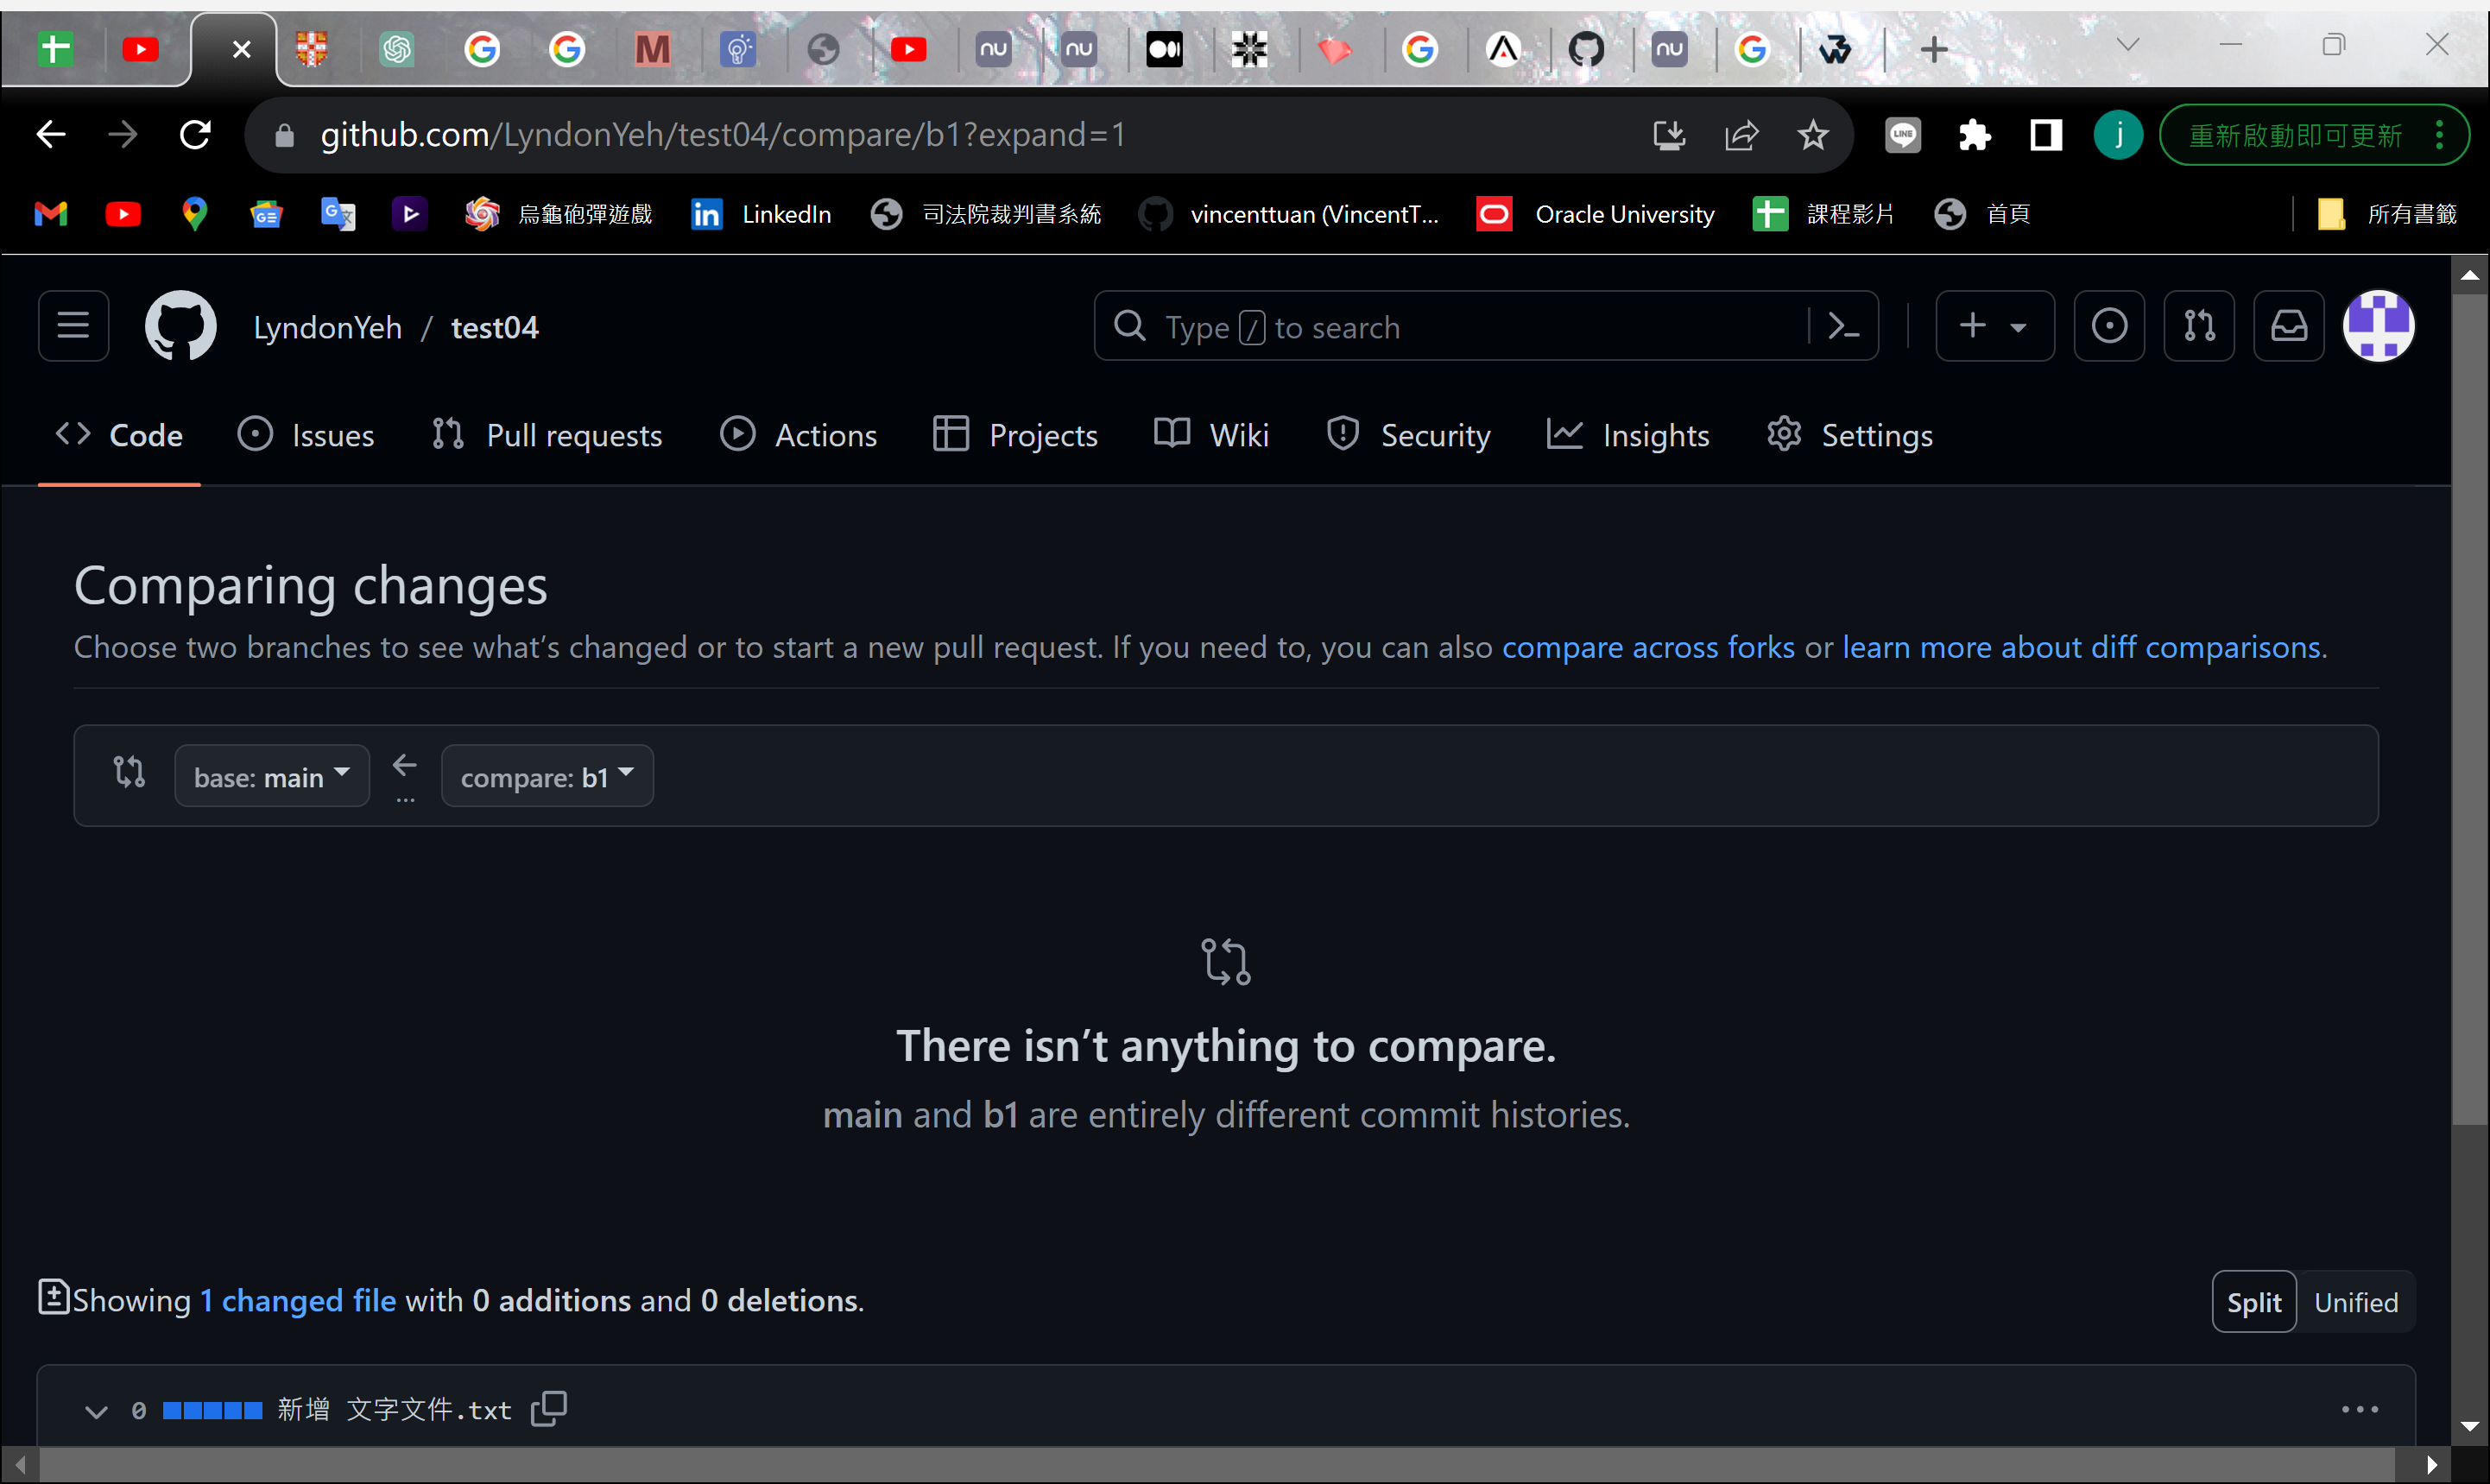 github.com/LyndonYeh/test04/compare/b1?expand=1
LINE
j
重新啟動即可更新
烏龜砲彈遊戲
LinkedIn
司法院裁判書系統
vincenttuan (VincentT...
Oracle University
課程影片
首頁
所有書籤
LyndonYeh / test04
Type / to search
Code
Issues
Pull requests
Actions
Projects
Wiki
Security
Insights
Settings
Comparing changes
Choose two branches to see what's changed or to start a new pull request. If you need to, you can also compare across forks or learn more about diff comparisons.
base: main
...
compare: b1
There isn't anything to compare.
main and b1 are entirely different commit histories.
Showing 1 changed file with 0 additions and 0 deletions.
Split
Unified
0
新增 文字文件.txt